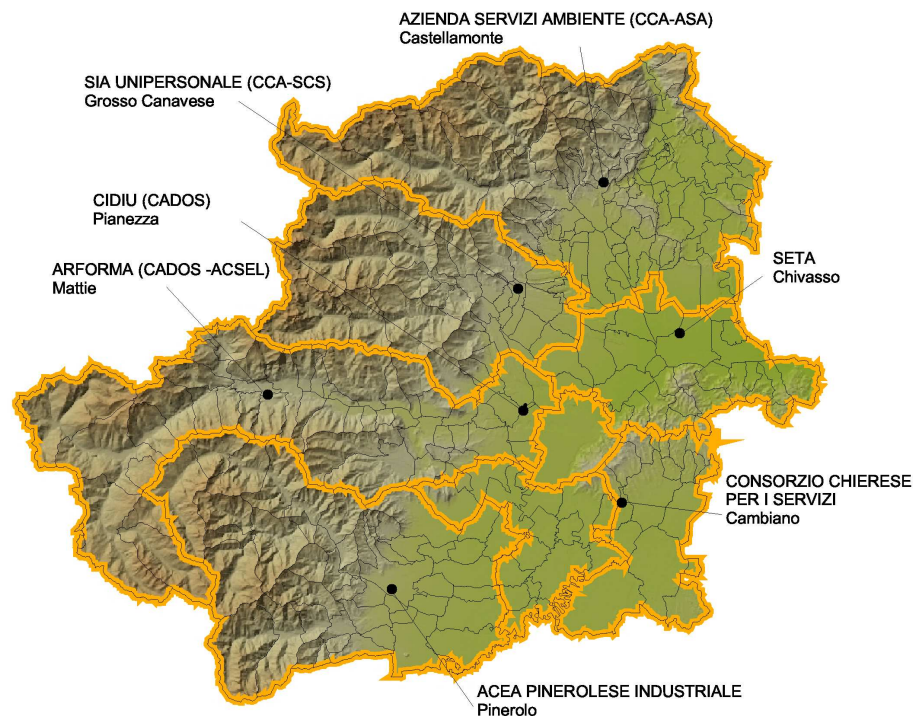 AZIENDA SERVIZI AMBIENTE (CCA-ASA)
Castellamonte
SIA UNIPERSONALE (CCA-SCS)
Grosso Canavese
CIDIU (CADOS)
Pianezza
ARFORMA (CADOS -ACSEL)
Mattie
SETA
Chivasso
CONSORZIO CHIERESE
PER I SERVIZI
Cambiano
ACEA PINEROLESE INDUSTRIALE
Pinerolo